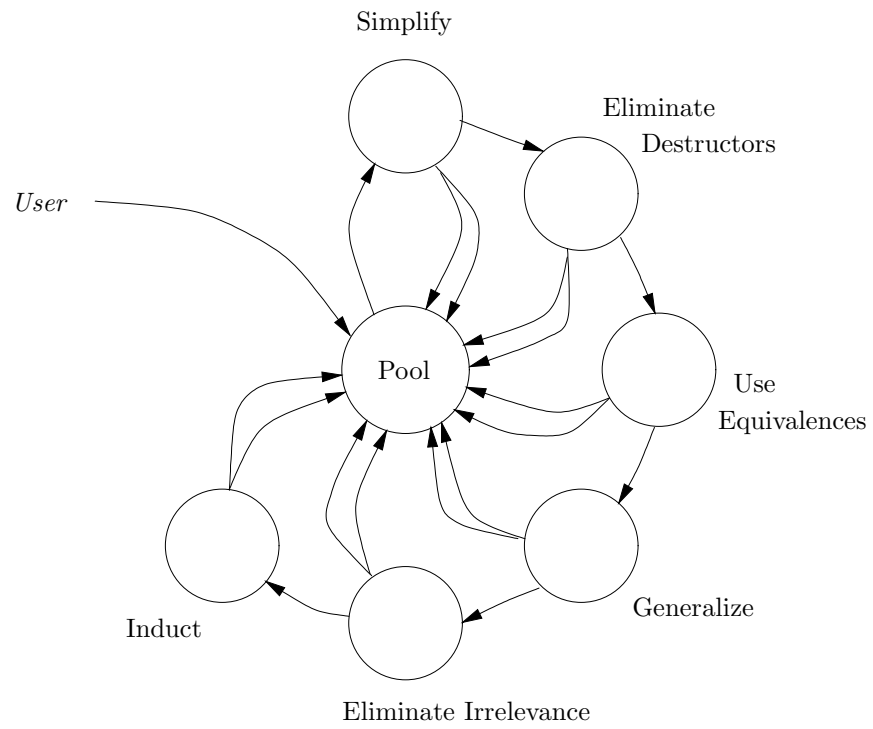 Simplify
Eliminate
Destructors
User
Pool
Use
Equivalences
Generalize
Induct
Eliminate Irrelevance